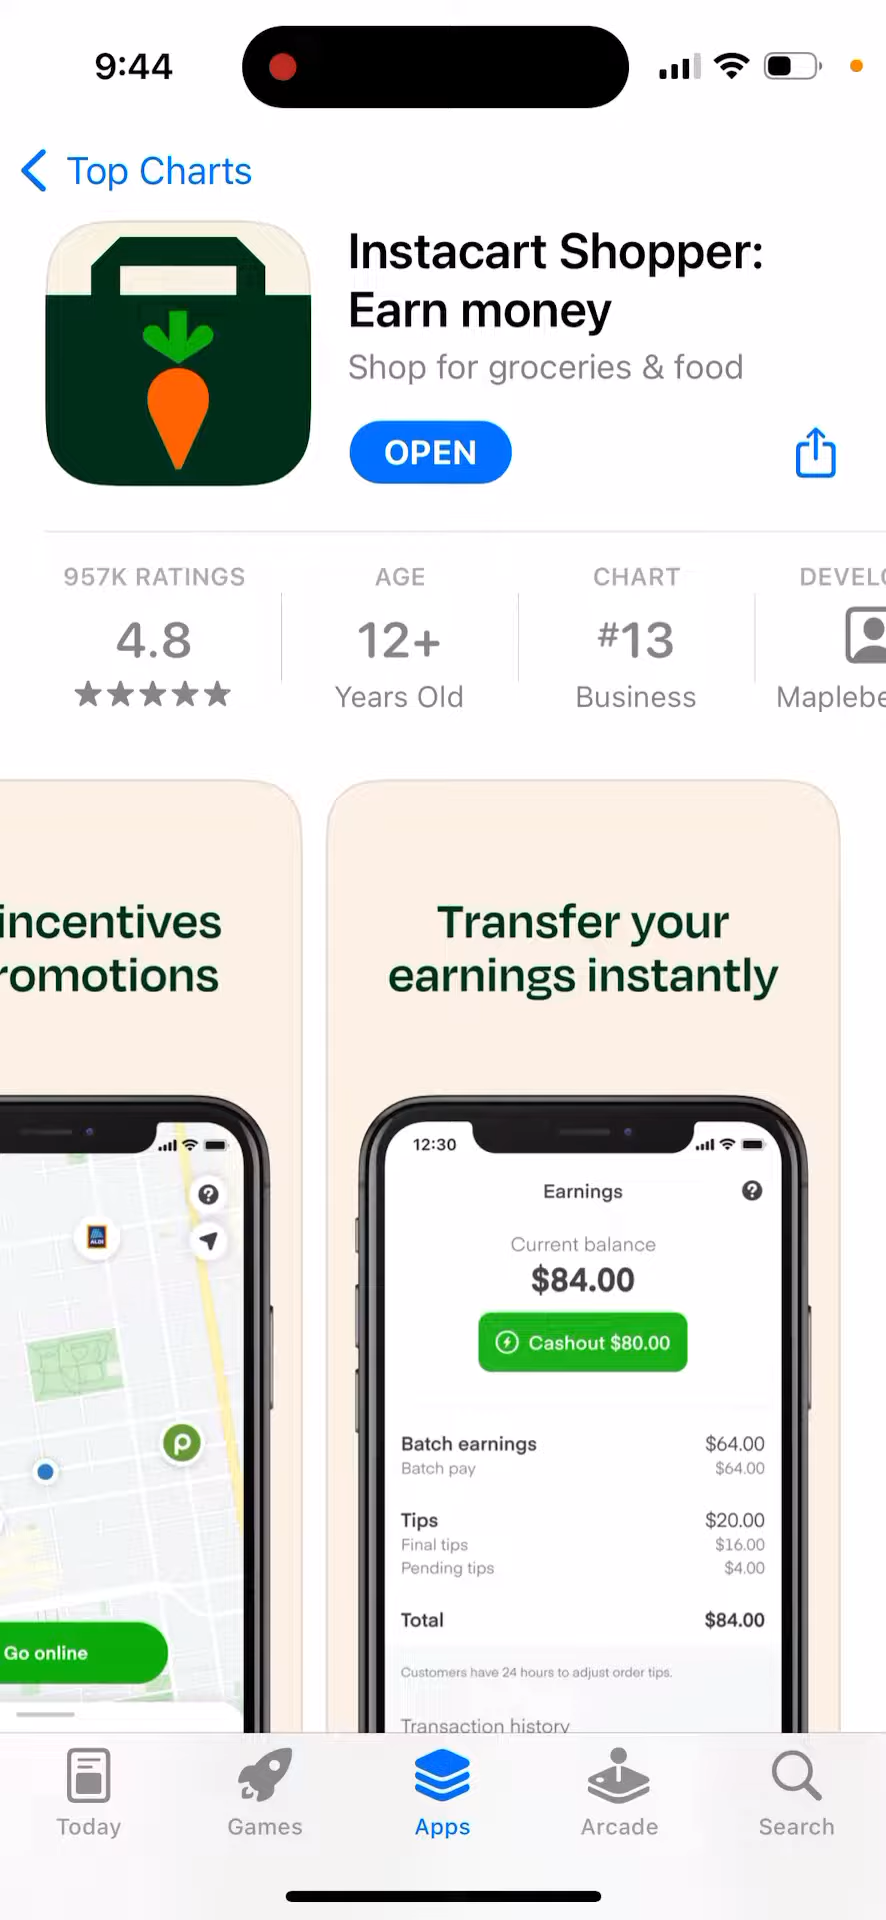 9:44
Top Charts
Instacart Shopper:
Earn money
Shop for groceries & food
OPEN
957K RATINGS
4.8
AGE
12+
Years Old
CHART
#13
Business
incentives
Transfer your
earnings instantly
ALDI
Go online
12:30
Earnings
Current balance
$84.00
Cashout $80.00
Batch earnings $64.00
Batch pay $64.00
Tips $20.00
Final tips $16.00
Pending tips $4.00
Total $84.00
Customers have 24 hours to adjust order tips.
Transaction history
Today
Games
Apps
Arcade
Search